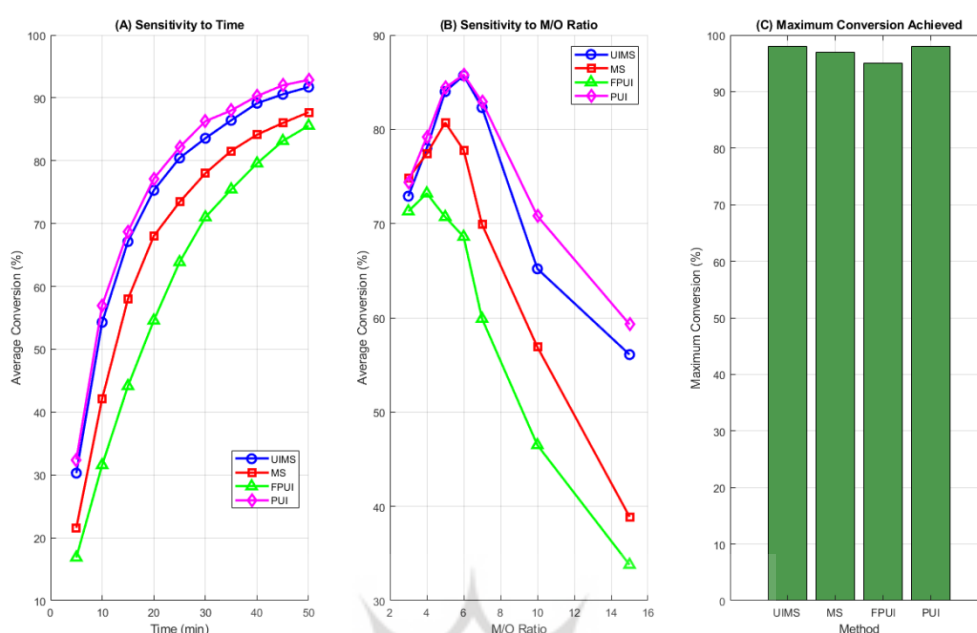 (A) Sensitivity to Time
Average Conversion (%)
100
90
80
70
60
50
40
30
20
10
0
10
20
30
40
50
Time (min)
UIMS
MS
FPUI
PUI
(B) Sensitivity to M/O Ratio
Average Conversion (%)
90
80
70
60
50
40
30
2
4
6
8
10
12
14
16
M/O Ratio
UIMS
MS
FPUI
PUI
(C) Maximum Conversion Achieved
Maximum Conversion (%)
100
90
80
70
60
50
40
30
20
10
0
UIMS
MS
FPUI
PUI
Method